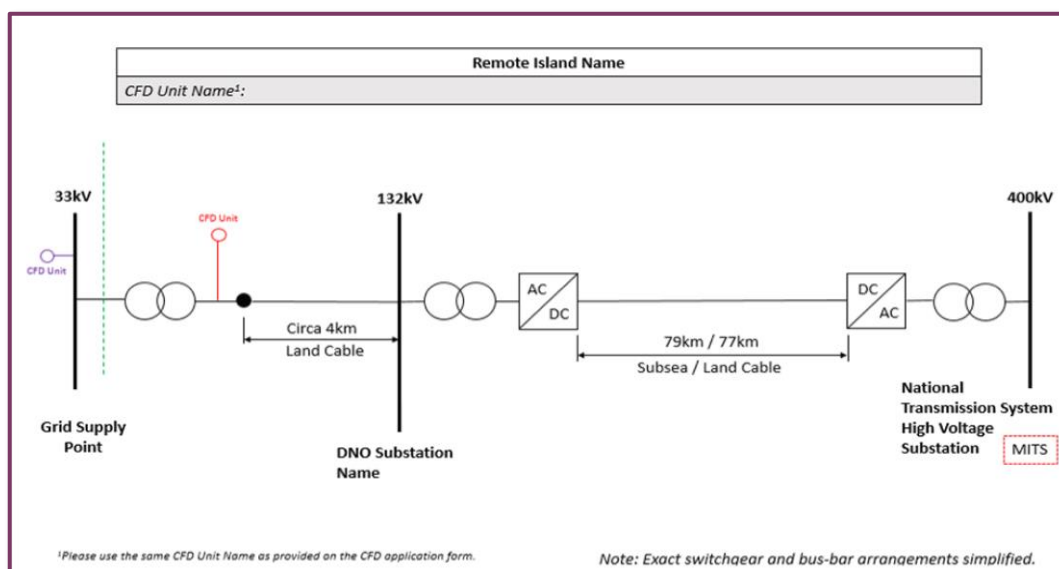 Remote Island Name
CFD Unit Name¹:
33kV
132kV
400kV
CFD Unit
CFD Unit
AC
DC
DC
AC
Circa 4km
Land Cable
79km / 77km
Subsea / Land Cable
Grid Supply
Point
DNO Substation
Name
National
Transmission System
High Voltage
Substation
MITS
¹Please use the same CFD Unit Name as provided on the CFD application form.
Note: Exact switchgear and bus-bar arrangements simplified.